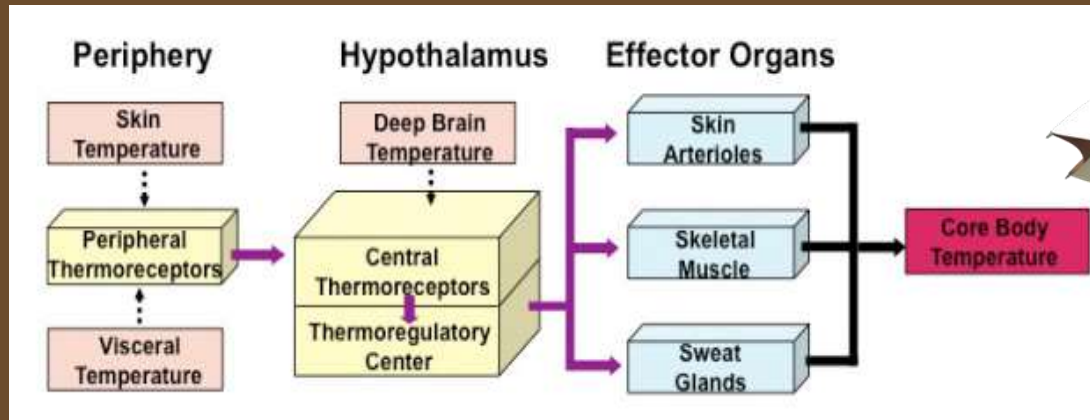 Periphery
Hypothalamus
Effector Organs
Skin
Temperature
Deep Brain
Temperature
Skin
Arterioles
Peripheral
Thermoreceptors
Central
Thermoreceptors
Skeletal
Muscle
Core Body
Temperature
Thermoregulatory
Center
Visceral
Temperature
Sweat
Glands